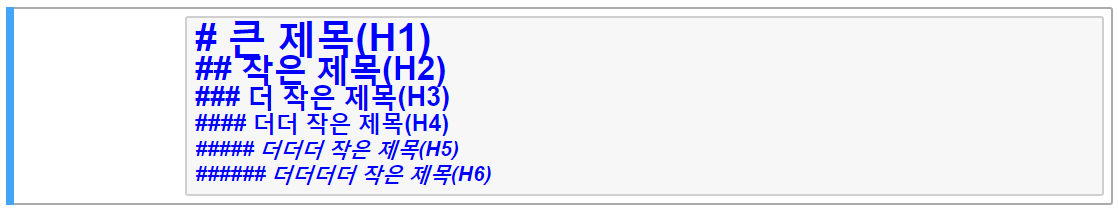 # 큰 제목(H1)
## 작은 제목(H2)
### 더 작은 제목(H3)
#### 더더 작은 제목(H4)
##### 더더더 작은 제목(H5)
###### 더더더더 작은 제목(H6)